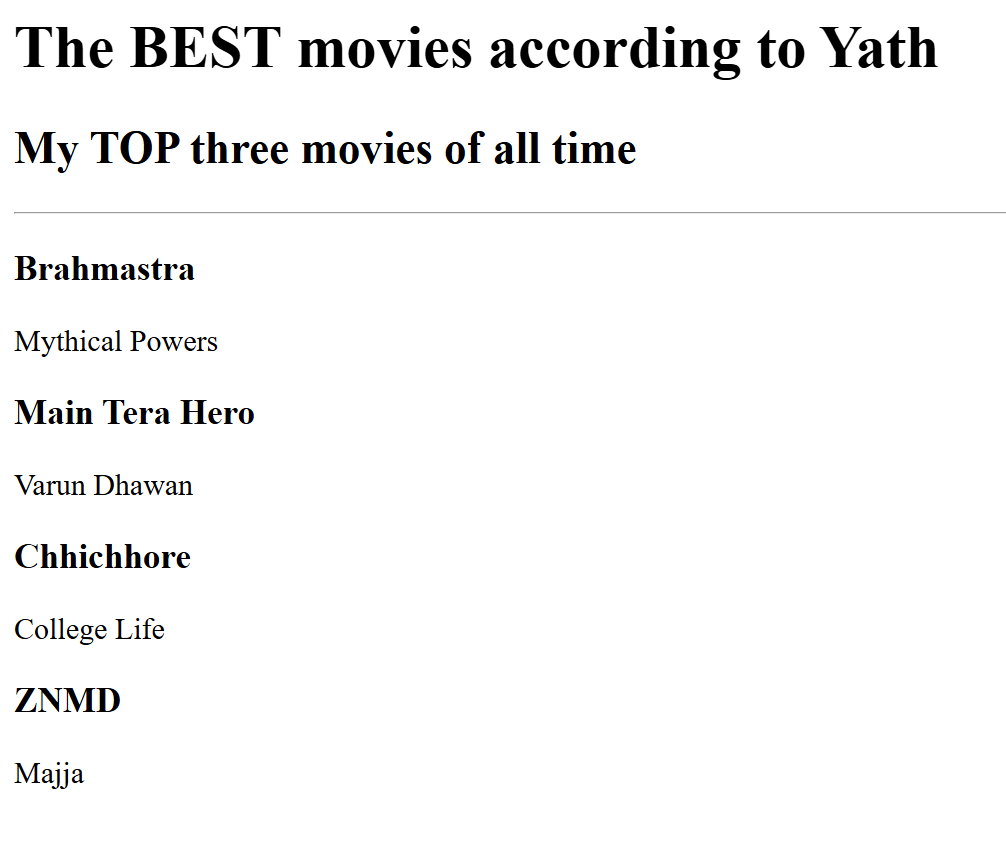 The BEST movies according to Yath
My TOP three movies of all time
Brahmastra
Mythical Powers
Main Tera Hero
Varun Dhawan
Chhichhore
College Life
ZNMD
Majja